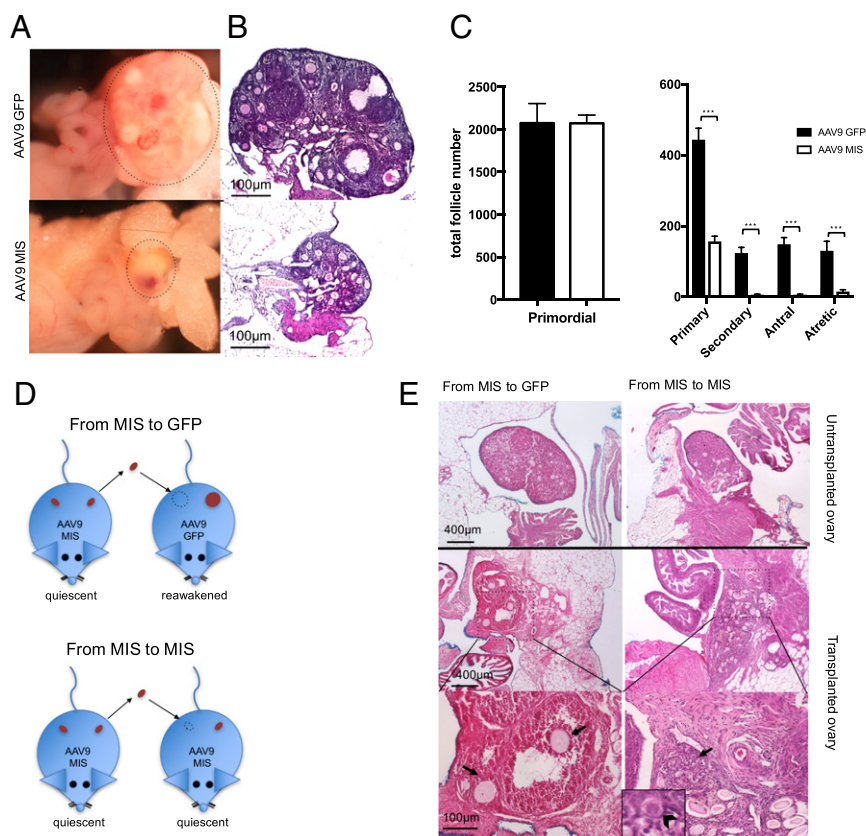 A
B
C
AAV9 GFP
AAV9 MIS
100µm
100µm
total follicle number
2500
2000
1500
1000
500
0
Primordial
600
400
200
0
***
***
***
***
AAV9 GFP
AAV9 MIS
Primary
Secondary
Antral
Atretic
D
From MIS to GFP
AAV9
MIS
AAV9
GFP
quiescent
reawakened
From MIS to MIS
AAV9
MIS
AAV9
MIS
quiescent
quiescent
E
From MIS to GFP
From MIS to MIS
400µm
400µm
100µm
Untransplanted ovary
Transplanted ovary